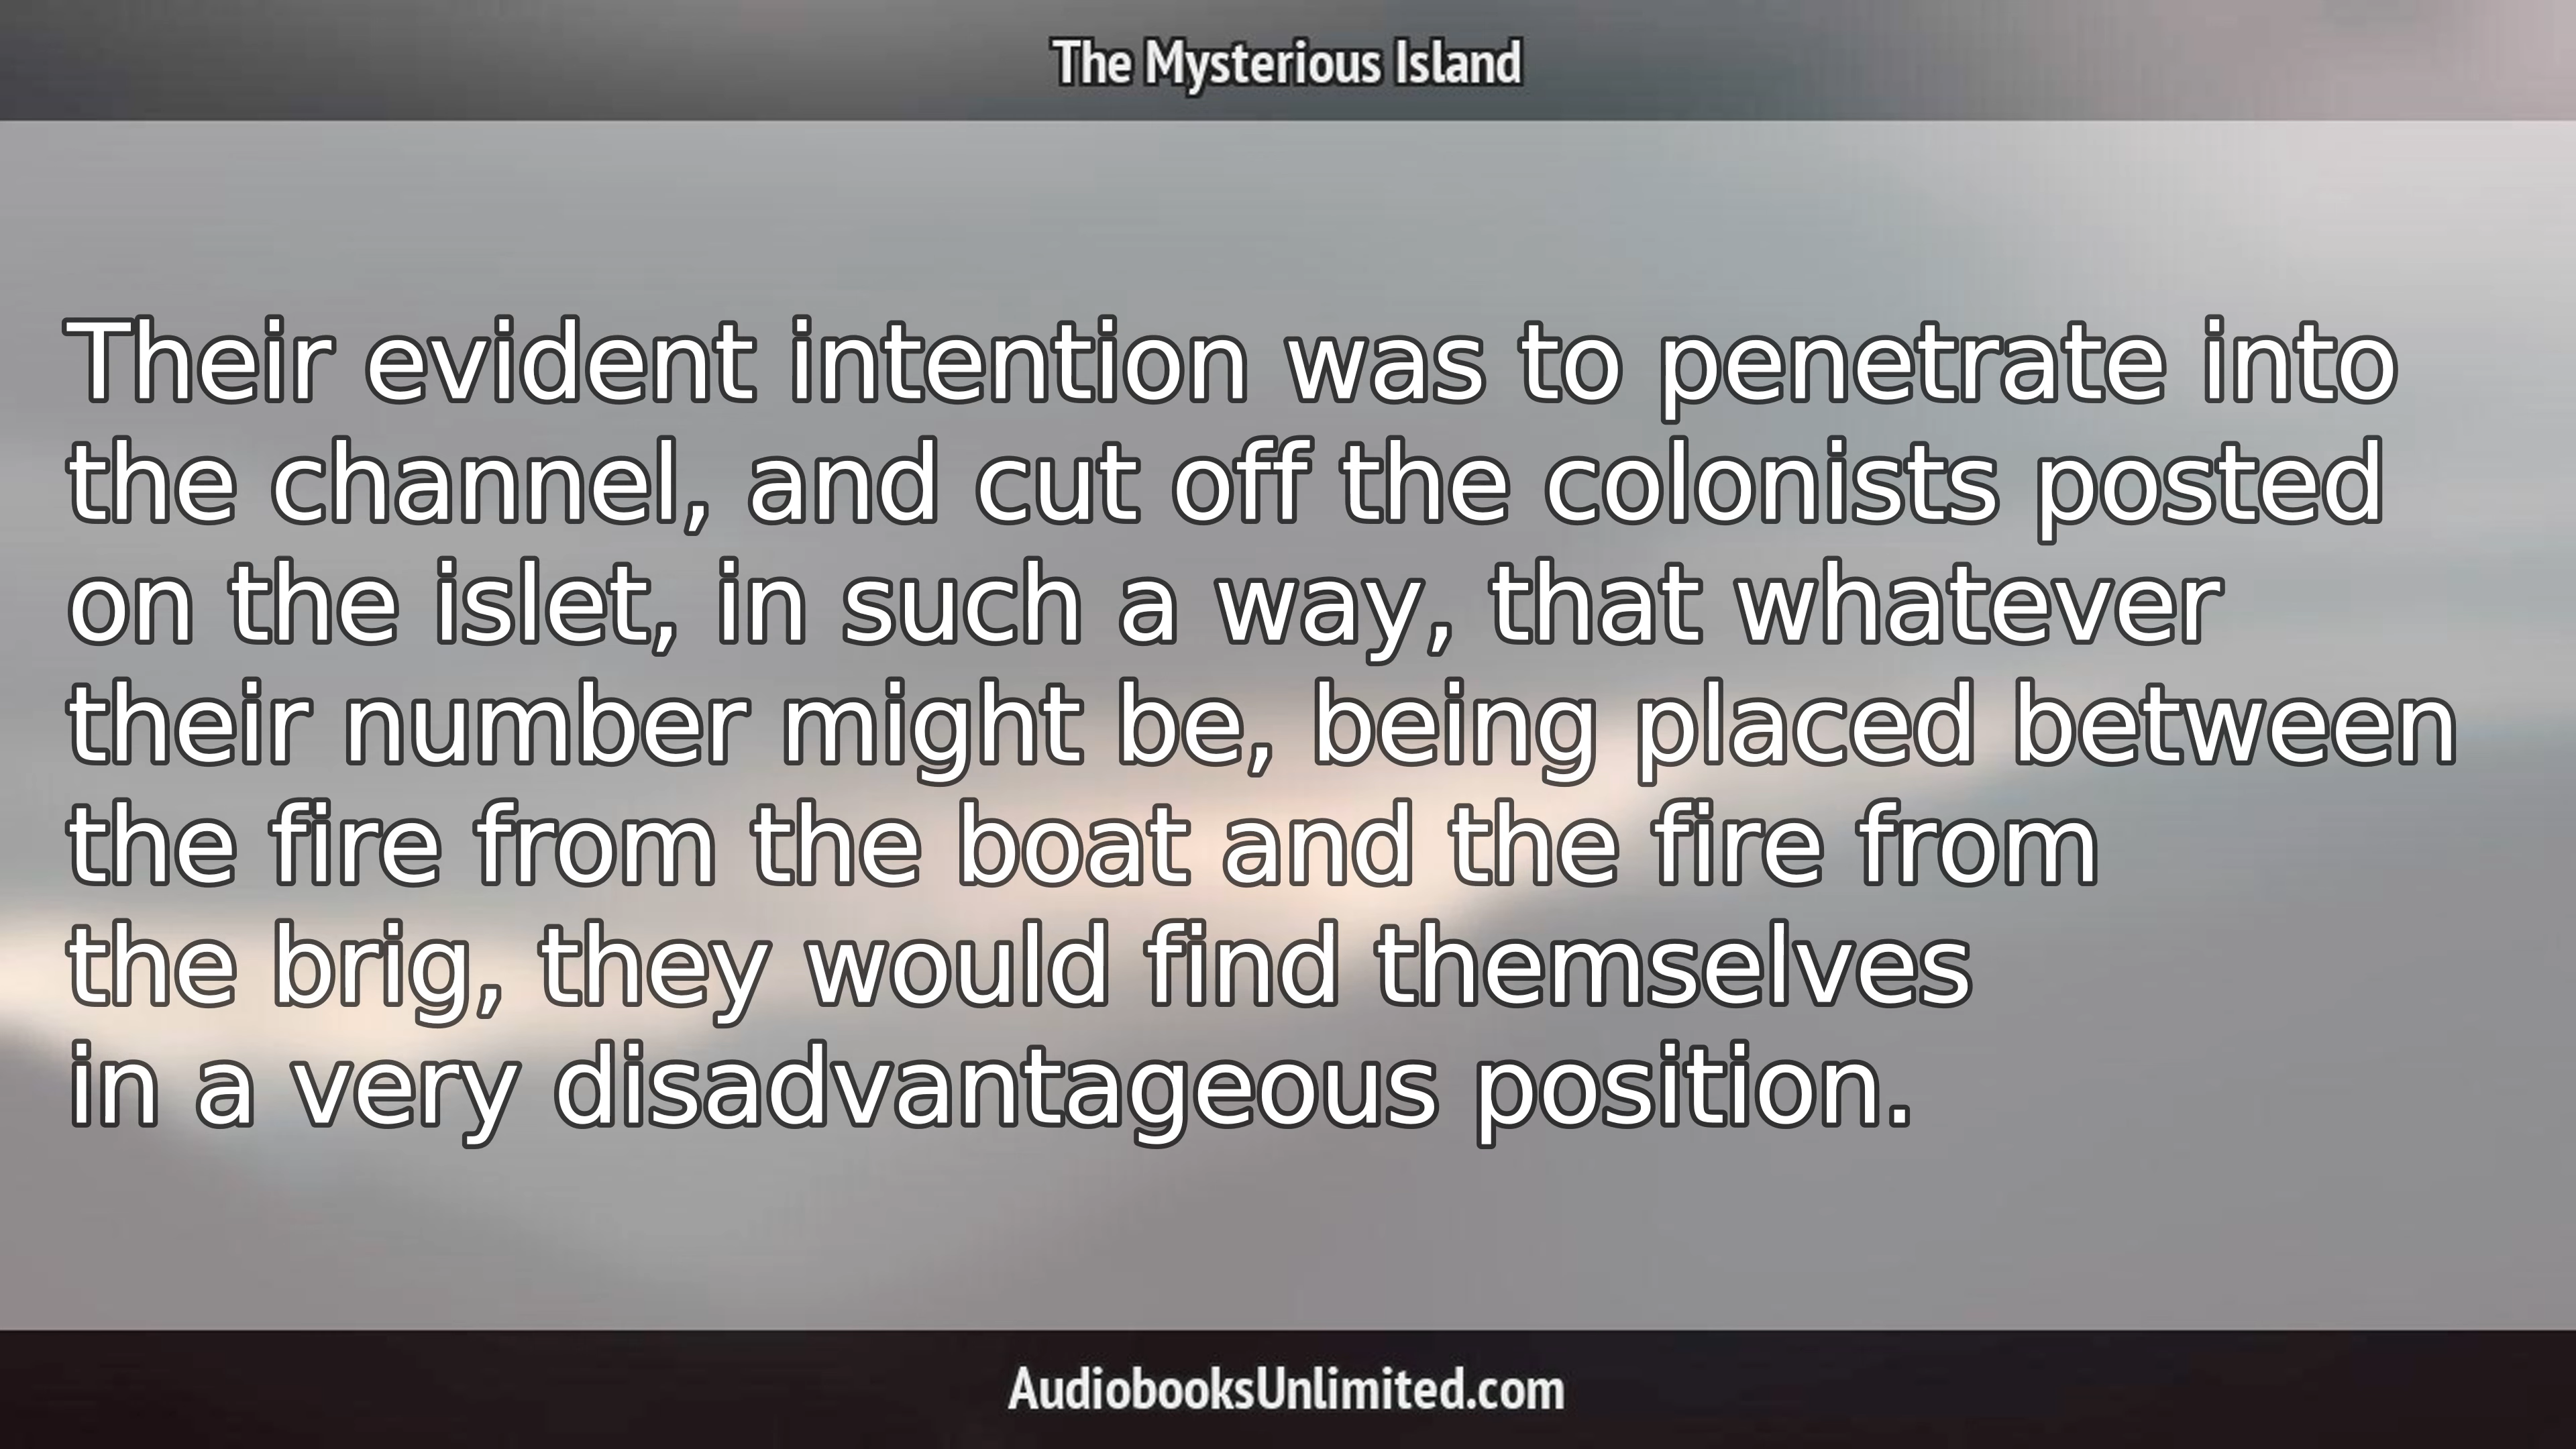 The Mysterious Island
Their evident intention was to penetrate into
the channel, and cut off the colonists posted
on the islet, in such a way, that whatever
their number might be, being placed between
the fire from the boat and the fire from
the brig, they would find themselves
in a very disadvantageous position.
AudiobooksUnlimited.com